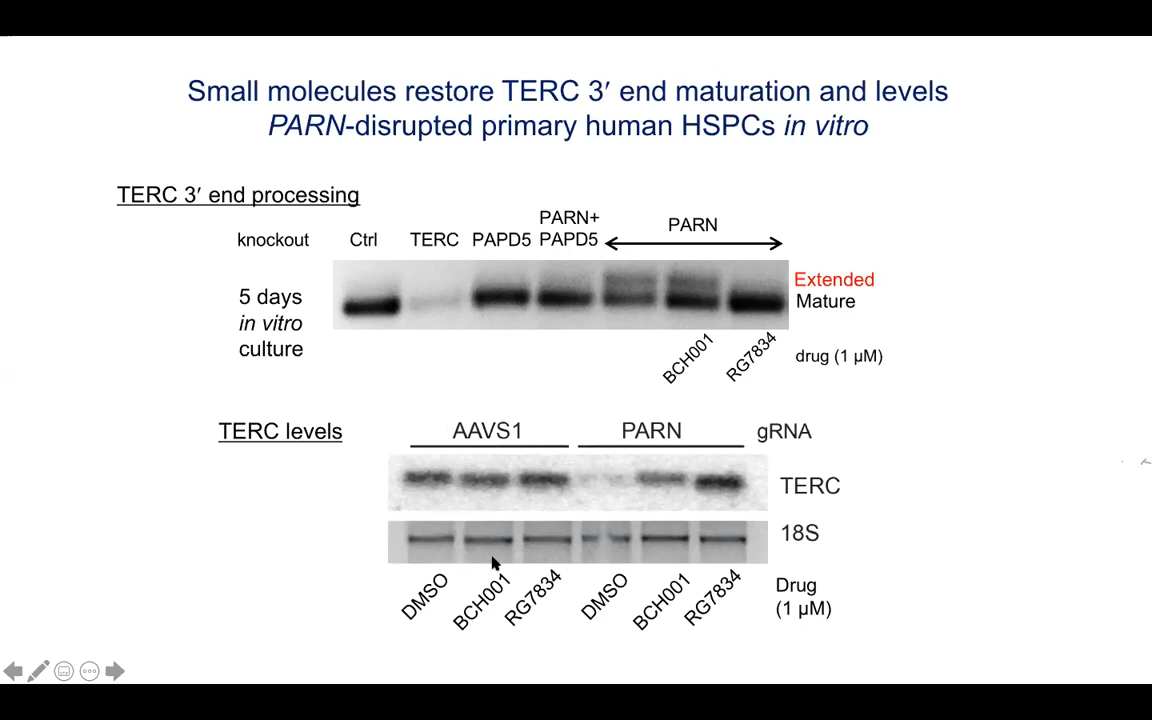 Small molecules restore TERC 3′ end maturation and levels
PARN-disrupted primary human HSPCs in vitro
TERC 3′ end processing
knockout
Ctrl
TERC
PAPD5
PARN+
PAPD5
PARN
5 days
in vitro
culture
Extended
Mature
BCH001
RG7834
drug (1 µM)
TERC levels
AAVS1
PARN
gRNA
TERC
18S
DMSO
BCH001
RG7834
DMSO
BCH001
RG7834
Drug
(1 µM)